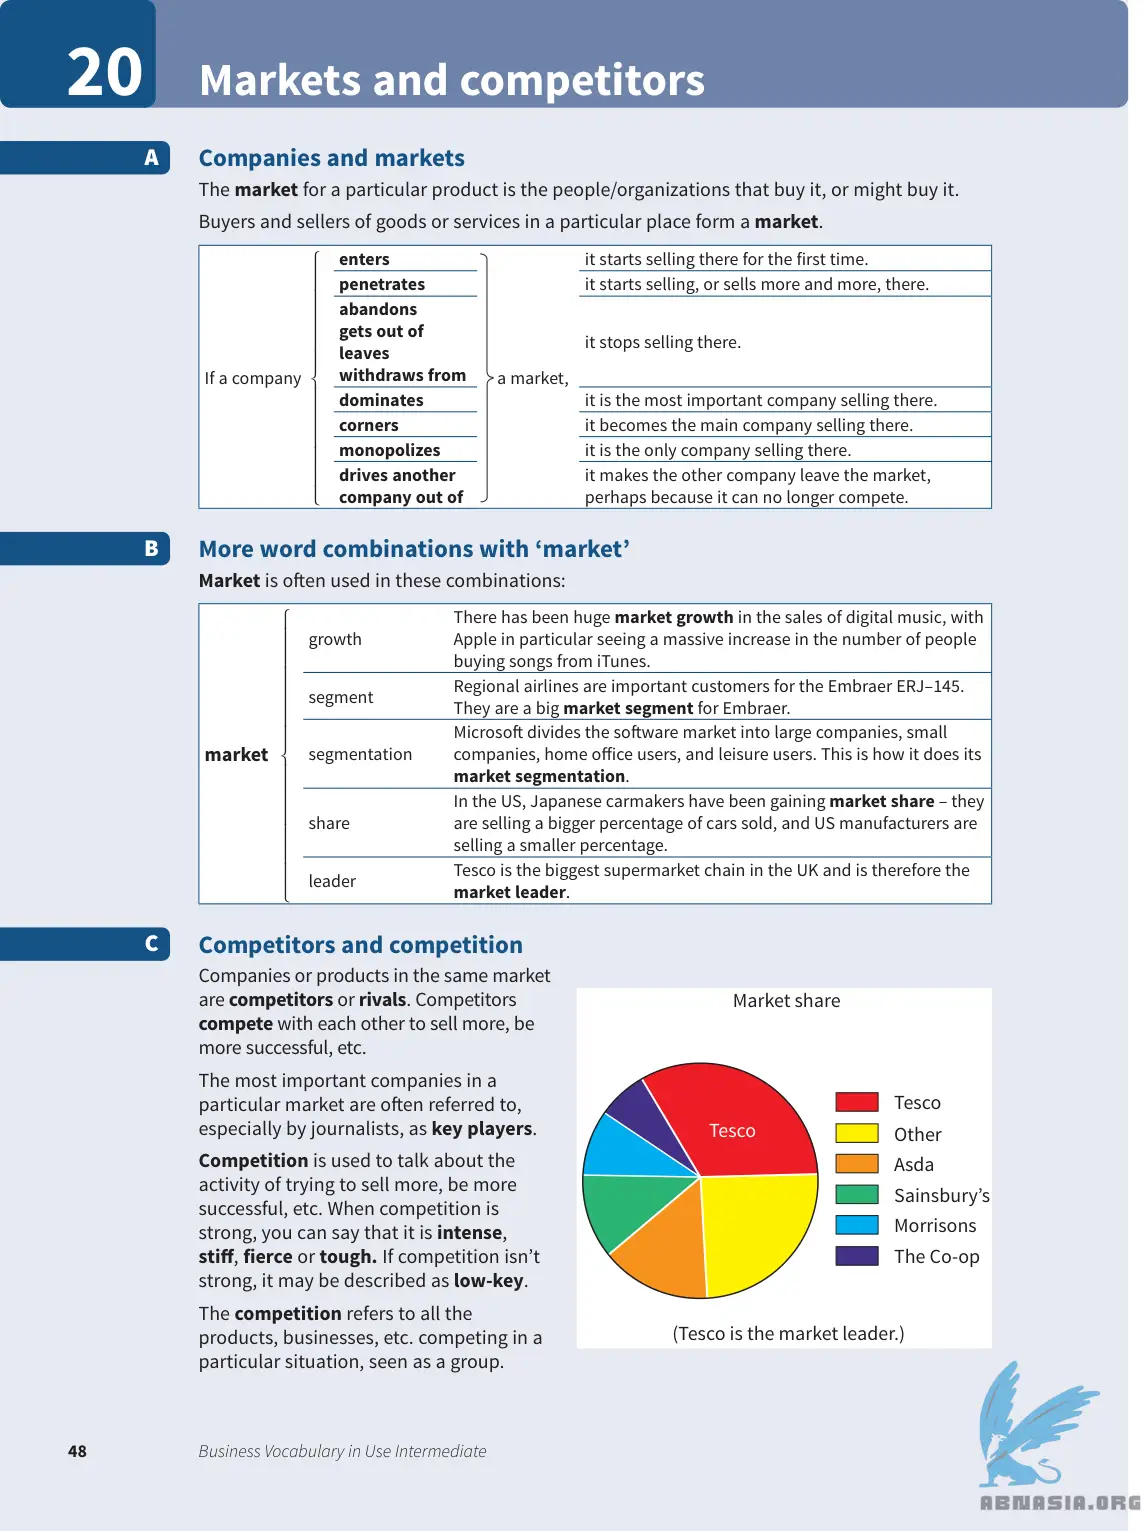 20
Markets and competitors
A
Companies and markets
The market for a particular product is the people/organizations that buy it, or might buy it.
Buyers and sellers of goods or services in a particular place form a market.
If a company
enters
penetrates
abandons
gets out of
leaves
withdraws from
dominates
corners
monopolizes
drives another
company out of
a market,
it starts selling there for the first time.
it starts selling, or sells more and more, there.
it stops selling there.
it is the most important company selling there.
it becomes the main company selling there.
it is the only company selling there.
it makes the other company leave the market,
perhaps because it can no longer compete.
B
More word combinations with ‘market’
Market is often used in these combinations:
market
growth
There has been huge market growth in the sales of digital music, with
Apple in particular seeing a massive increase in the number of people
buying songs from iTunes.
segment
Regional airlines are important customers for the Embraer ERJ–145.
They are a big market segment for Embraer.
segmentation
Microsoft divides the software market into large companies, small
companies, home office users, and leisure users. This is how it does its
market segmentation.
share
In the US, Japanese carmakers have been gaining market share – they
are selling a bigger percentage of cars sold, and US manufacturers are
selling a smaller percentage.
leader
Tesco is the biggest supermarket chain in the UK and is therefore the
market leader.
C
Competitors and competition
Companies or products in the same market
are competitors or rivals. Competitors
compete with each other to sell more, be
more successful, etc.
The most important companies in a
particular market are often referred to,
especially by journalists, as key players.
Competition is used to talk about the
activity of trying to sell more, be more
successful, etc. When competition is
strong, you can say that it is intense,
stiff, fierce or tough. If competition isn’t
strong, it may be described as low-key.
The competition refers to all the
products, businesses, etc. competing in a
particular situation, seen as a group.
Market share
Tesco
Tesco
Other
Asda
Sainsbury’s
Morrisons
The Co-op
(Tesco is the market leader.)
48
Business Vocabulary in Use Intermediate
ABNASIA.ORG